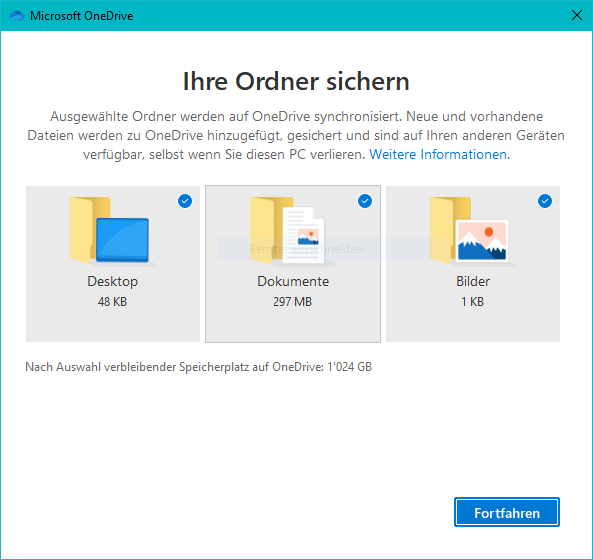 Microsoft OneDrive
Ihre Ordner sichern
Ausgewählte Ordner werden auf OneDrive synchronisiert. Neue und vorhandene
Dateien werden zu OneDrive hinzugefügt, gesichert und sind auf Ihren anderen Geräten
verfügbar, selbst wenn Sie diesen PC verlieren. Weitere Informationen.
Fenster ausschneiden
Desktop
48 KB
Dokumente
297 MB
Bilder
1 KB
Nach Auswahl verbleibender Speicherplatz auf OneDrive: 1'024 GB
Fortfahren